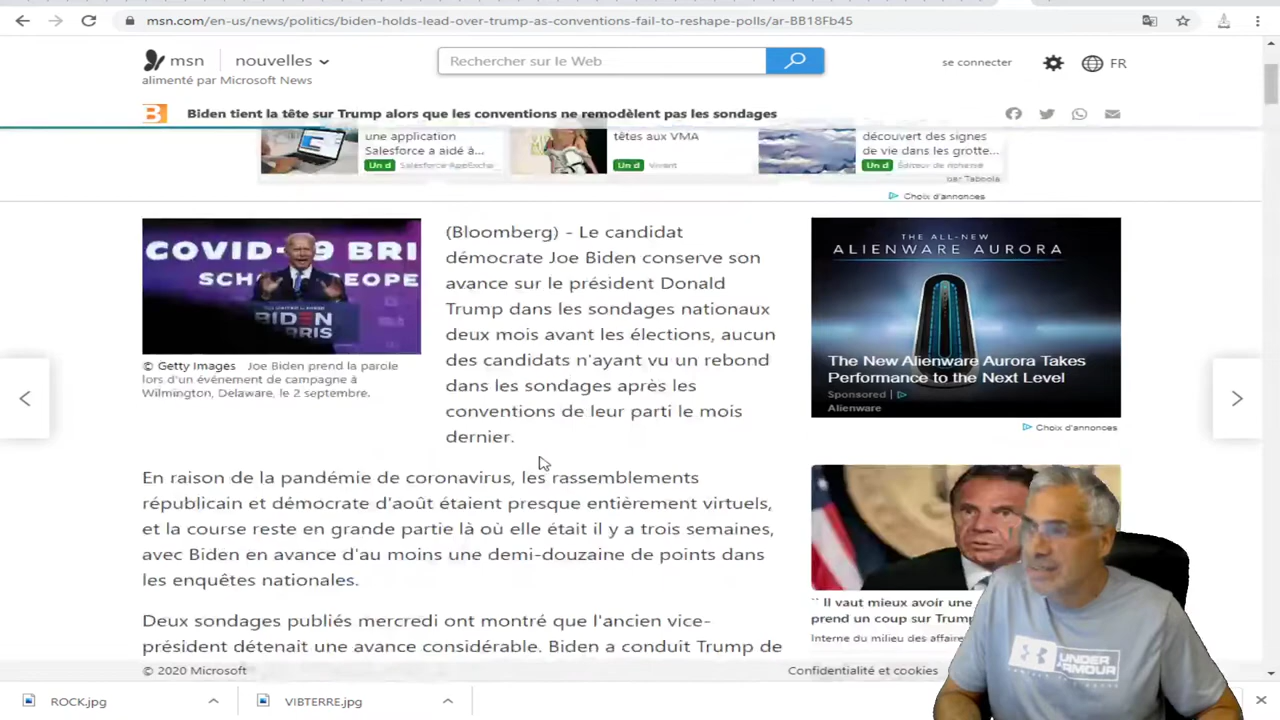 msn.com/en-us/news/politics/biden-holds-lead-over-trump-as-conventions-fail-to-reshape-polls/ar-BB18Fb45
msn
nouvelles
Rechercher sur le Web
se connecter
FR
alimenté par Microsoft News
B
Biden tient la tête sur Trump alors que les conventions ne remodèlent pas les sondages
une application
Salesforce a aidé à...
Un d
têtes aux VMA
Un d
découvert des signes
de vie dans les grotte...
Un d
par Taboola
Choix d'annonces
COVID-19 BRI
BIDEN
© Getty Images Joe Biden prend la parole
lors d'un événement de campagne à
Wilmington, Delaware, le 2 septembre.
(Bloomberg) - Le candidat
démocrate Joe Biden conserve son
avance sur le président Donald
Trump dans les sondages nationaux
deux mois avant les élections, aucun
des candidats n'ayant vu un rebond
dans les sondages après les
conventions de leur parti le mois
dernier.
THE ALL-NEW
ALIENWARE AURORA
The New Alienware Aurora Takes
Performance to the Next Level
Sponsored |
Alienware
Choix d'annonces
En raison de la pandémie de coronavirus, les rassemblements
républicain et démocrate d'août étaient presque entièrement virtuels,
et la course reste en grande partie là où elle était il y a trois semaines,
avec Biden en avance d'au moins une demi-douzaine de points dans
les enquêtes nationales.
Deux sondages publiés mercredi ont montré que l'ancien vice-
président détenait une avance considérable. Biden a conduit Trump de
Il vaut mieux avoir une
prend un coup sur Trum
Interne du milieu des affaire
© 2020 Microsoft
Confidentialité et cookies
ROCK.jpg
VIBTERRE.jpg
UNDER
ARMOUR